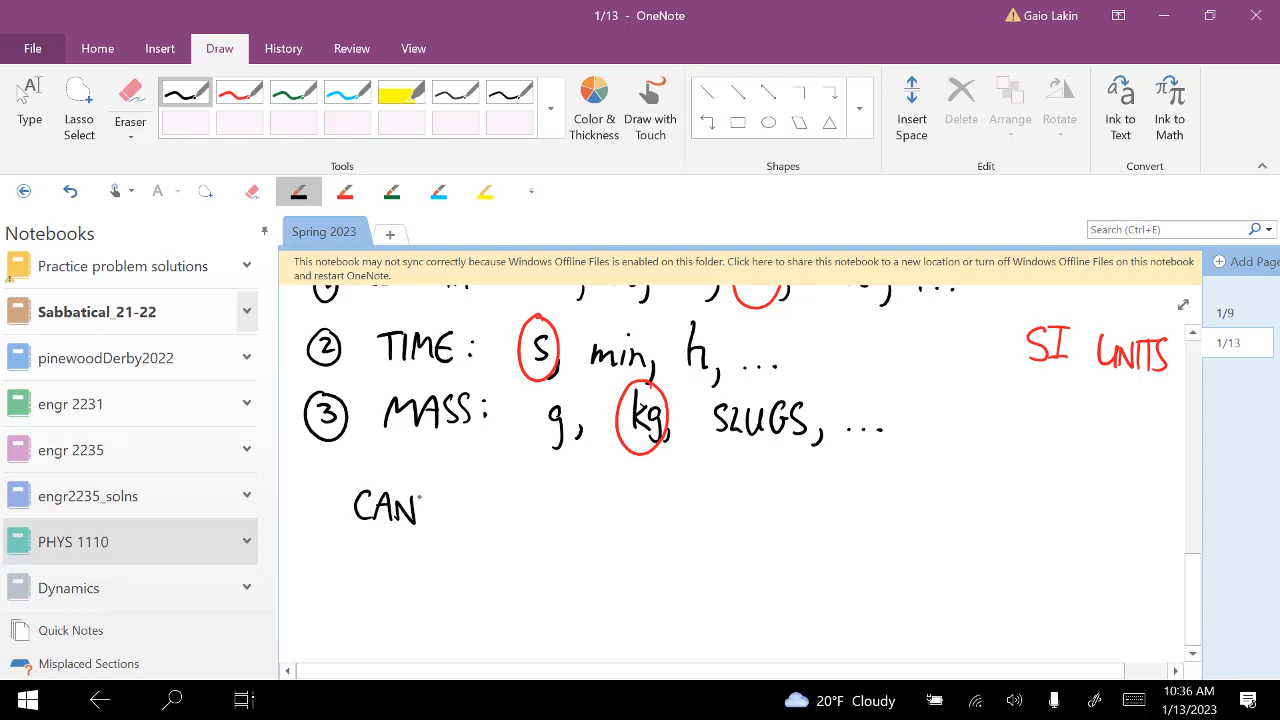 1/13 - OneNote
Gaio Lakin
File Home Insert Draw History Review View
Type
Lasso Select
Eraser
Color & Thickness
Draw with Touch
Insert Space
Delete
Arrange
Rotate
Ink to Text
Ink to Math
Tools
Shapes
Edit
Convert
A
Notebooks
Spring 2023
Search (Ctrl+E)
This notebook may not sync correctly because Windows Offline Files is enabled on this folder. Click here to share this notebook to a new location or turn off Windows Offline Files on this notebook
and restart OneNote.
Add Page
Practice problem solutions
Sabbatical_21-22
pinewoodDerby2022
engr 2231
engr 2235
engr2235_solns
PHYS 1110
Dynamics
Quick Notes
Misplaced Sections
② TIME: s, min, h, ...
SI UNITS
③ MASS: g, kg, SLUGS, ...
CAN
1/9
1/13
20°F Cloudy
10:36 AM
1/13/2023